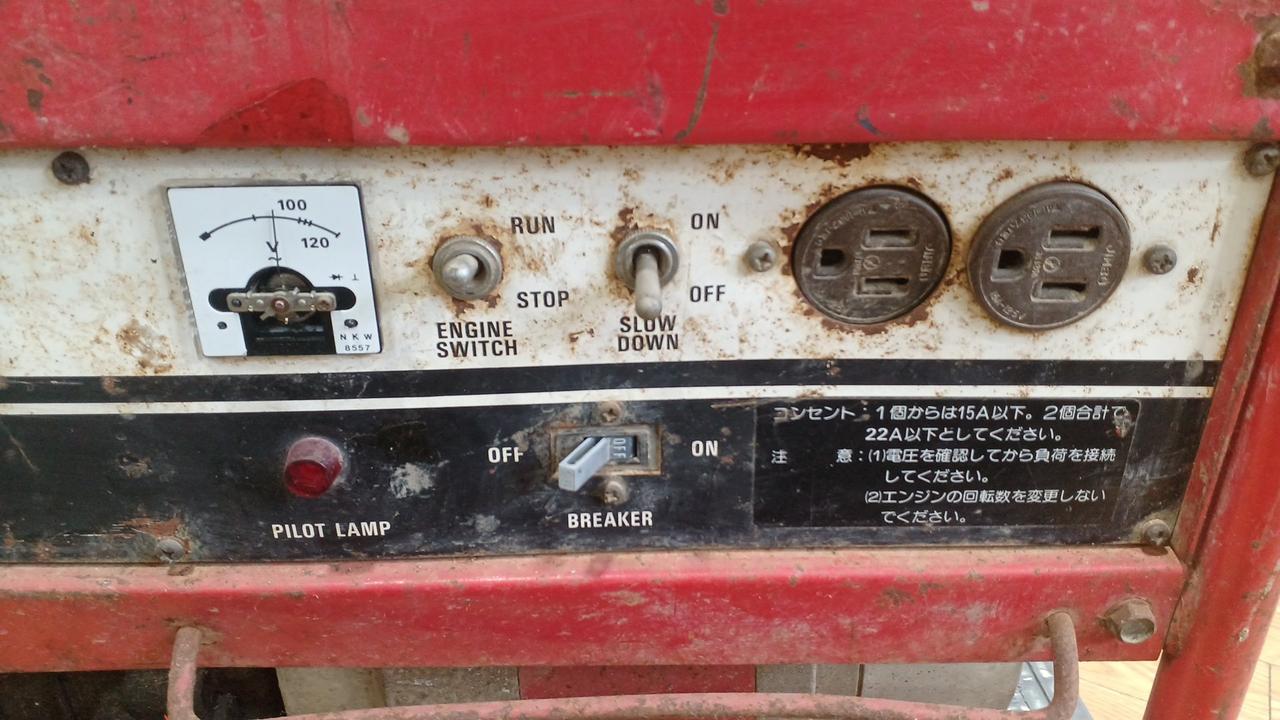 100
120
V
N K W
8557
RUN
STOP
ENGINE
SWITCH
ON
OFF
SLOW
DOWN
PILOT LAMP
OFF
OFF
ON
BREAKER
コンセント：1個からは15A以下。2個合計で
22A以下としてください。
注 意：(1)電圧を確認してから負荷を接続
してください。
(2)エンジンの回転数を変更しない
でください。